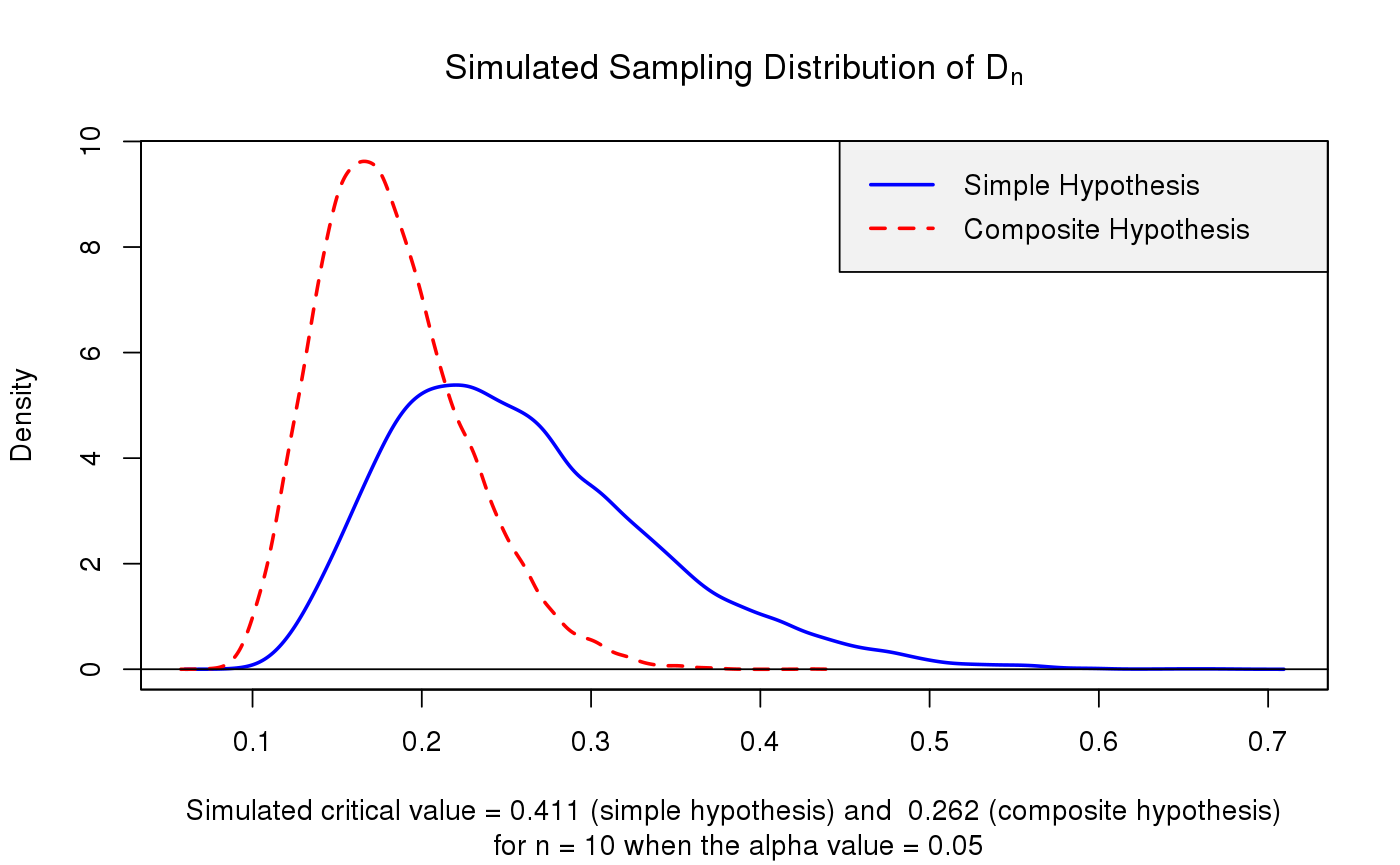 Simulated Sampling Distribution of Dn
Simple Hypothesis
Composite Hypothesis
Density
10
8
6
4
2
0
0.1 0.2 0.3 0.4 0.5 0.6 0.7
Simulated critical value = 0.411 (simple hypothesis) and  0.262 (composite hypothesis)
for n = 10 when the alpha value = 0.05